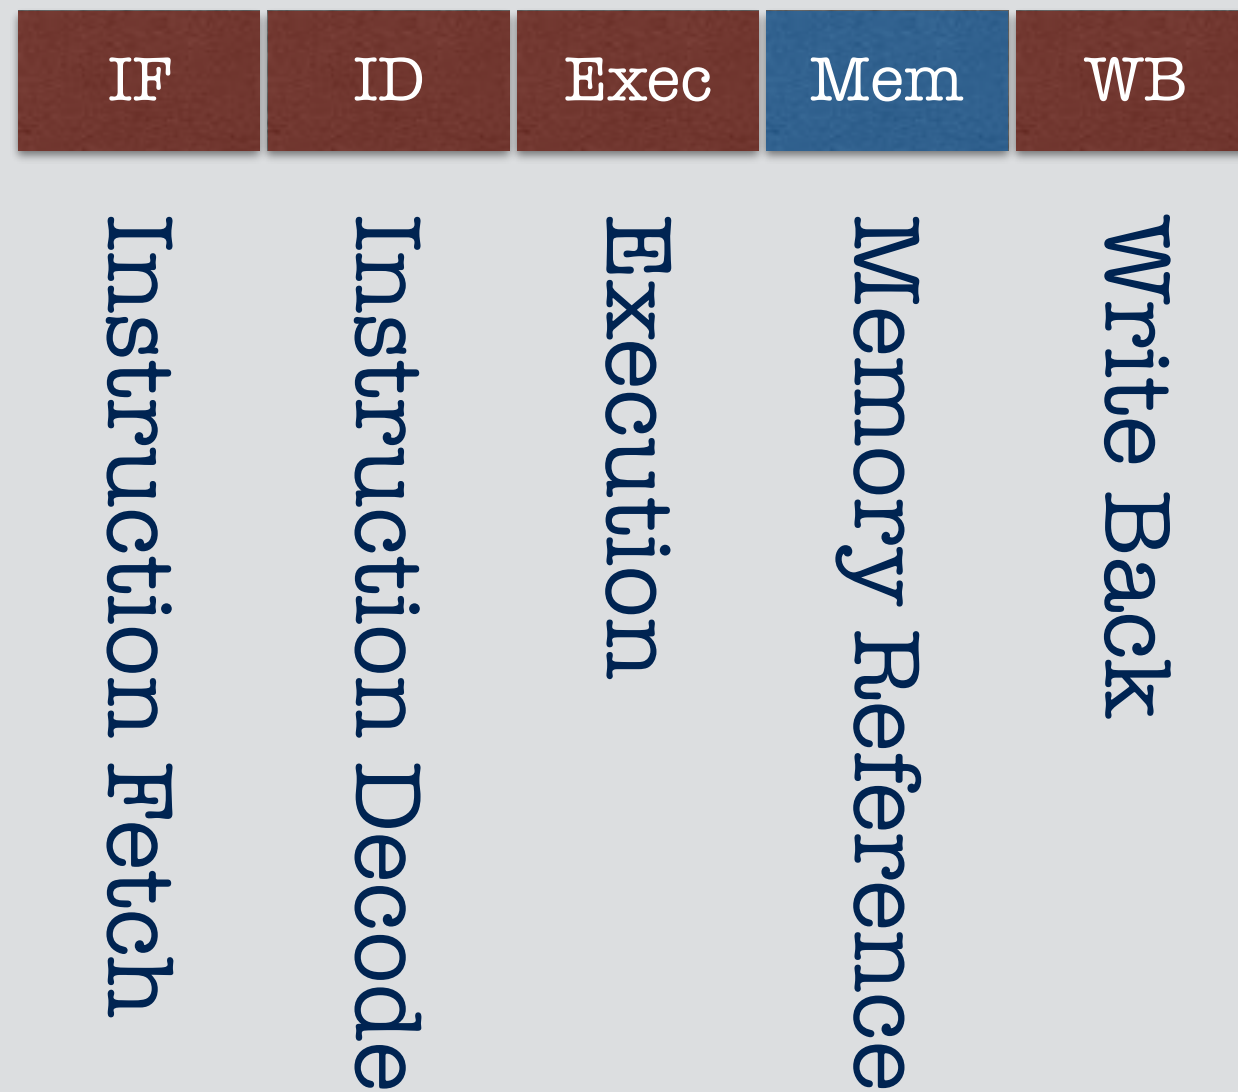 IF
ID
Exec
Mem
WB
Instruction Fetch
Instruction Decode
Execution
Memory Reference
Write Back